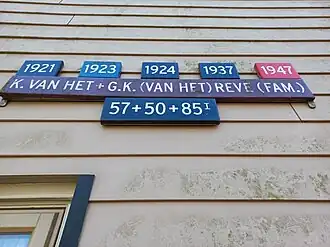 1921 1923 1924 1937 1947
K. VAN HET + G.K. (VAN HET) REVE (FAM.)
57+50+85I